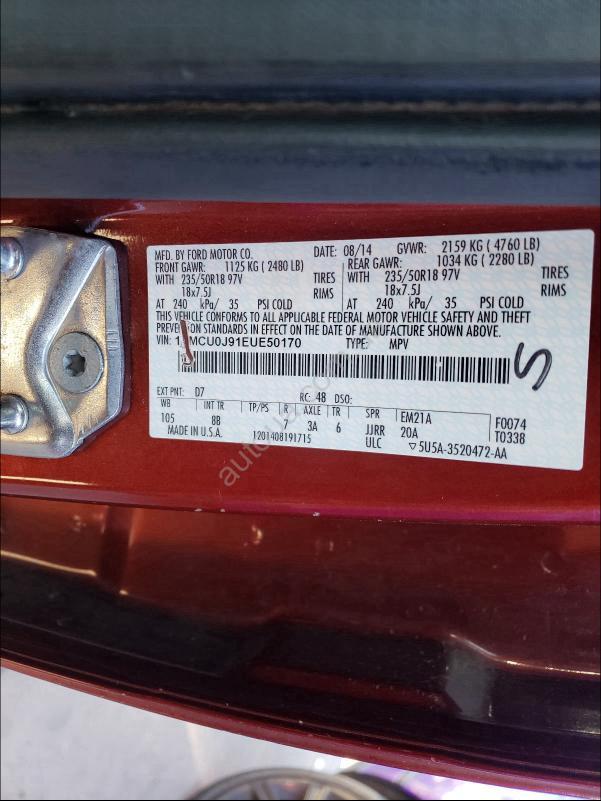 MFD. BY FORD MOTOR CO. DATE: 08/14 GVWR: 2159 KG ( 4760 LB)
FRONT GAWR: 1125 KG ( 2480 LB) REAR GAWR: 1034 KG ( 2280 LB)
WITH 235/50R18 97V TIRES WITH 235/50R18 97V TIRES
18x7.5J RIMS 18x7.5J RIMS
AT 240 kPa/ 35 PSI COLD AT 240 kPa/ 35 PSI COLD
THIS VEHICLE CONFORMS TO ALL APPLICABLE FEDERAL MOTOR VEHICLE SAFETY AND THEFT
PREVENTION STANDARDS IN EFFECT ON THE DATE OF MANUFACTURE SHOWN ABOVE.
VIN: MCU0J91EUE50170 TYPE: MPV
S
EXT PNT: D7 RC: 48 DSO:
WB INT TR TP/PS R AXLE TR SPR EM21A F0074
105 8B 7 3A 6 JJRR 20A T0338
MADE IN U.S.A. 1201408191715 ULC ▽5U5A-3520472-AA